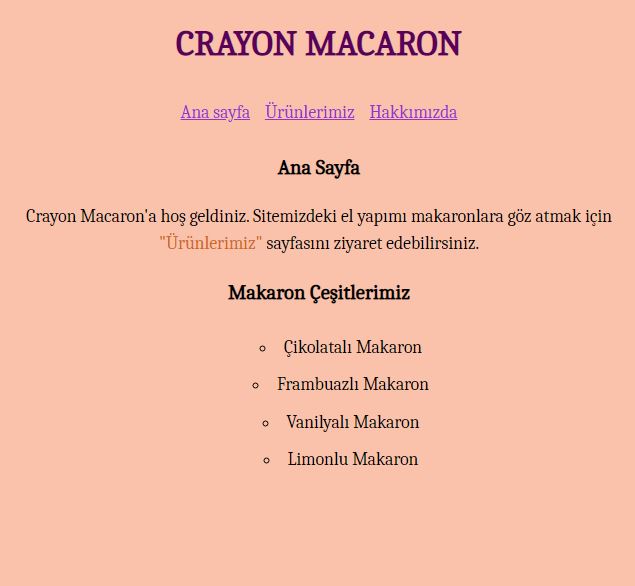 CRAYON MACARON
Ana sayfa Ürünlerimiz Hakkımızda
Ana Sayfa
Crayon Macaron'a hoş geldiniz. Sitemizdeki el yapımı makaronlara göz atmak için
"Ürünlerimiz" sayfasını ziyaret edebilirsiniz.
Makaron Çeşitlerimiz
Çikolatalı Makaron
Frambuazlı Makaron
Vanilyalı Makaron
Limonlu Makaron